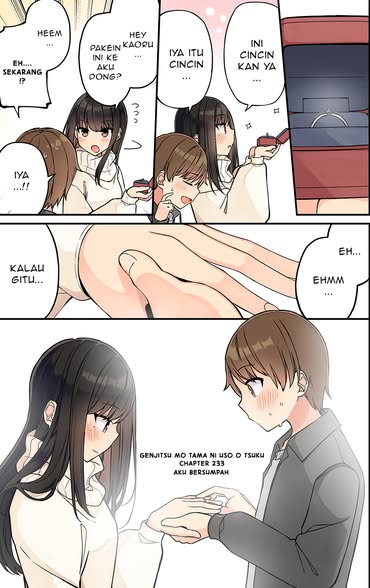 INI
CINCIN
KAN YA
...
IYA ITU
CINCIN
...
HEY
KAORU
...
PAKEIN
INI KE
AKU
DONG?
HEEM
...
EH....
SEKARANG
!?
IYA
...!!
EH...
EHMM
...
KALAU
GITU...
GENJITSU MO TAMA NI USO O TSUKU
CHAPTER 233
AKU BERSUMPAH